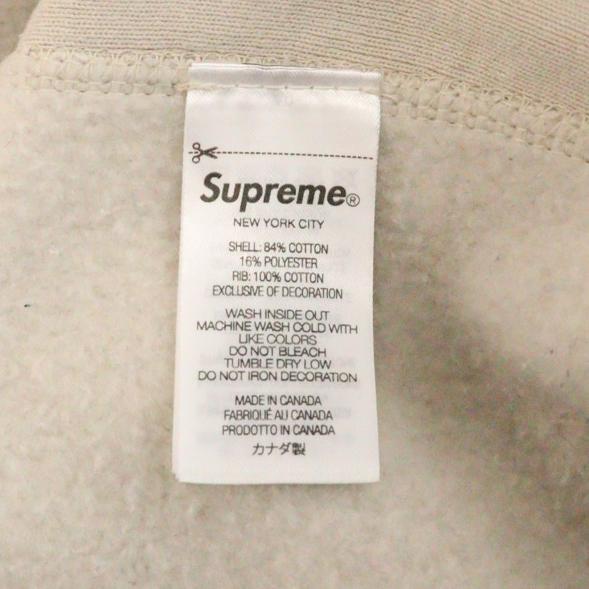 Supreme®
NEW YORK CITY
SHELL: 84% COTTON
16% POLYESTER
RIB: 100% COTTON
EXCLUSIVE OF DECORATION
WASH INSIDE OUT
MACHINE WASH COLD WITH
LIKE COLORS
DO NOT BLEACH
TUMBLE DRY LOW
DO NOT IRON DECORATION
MADE IN CANADA
FABRIQUÉ AU CANADA
PRODOTTO IN CANADA
カナダ製